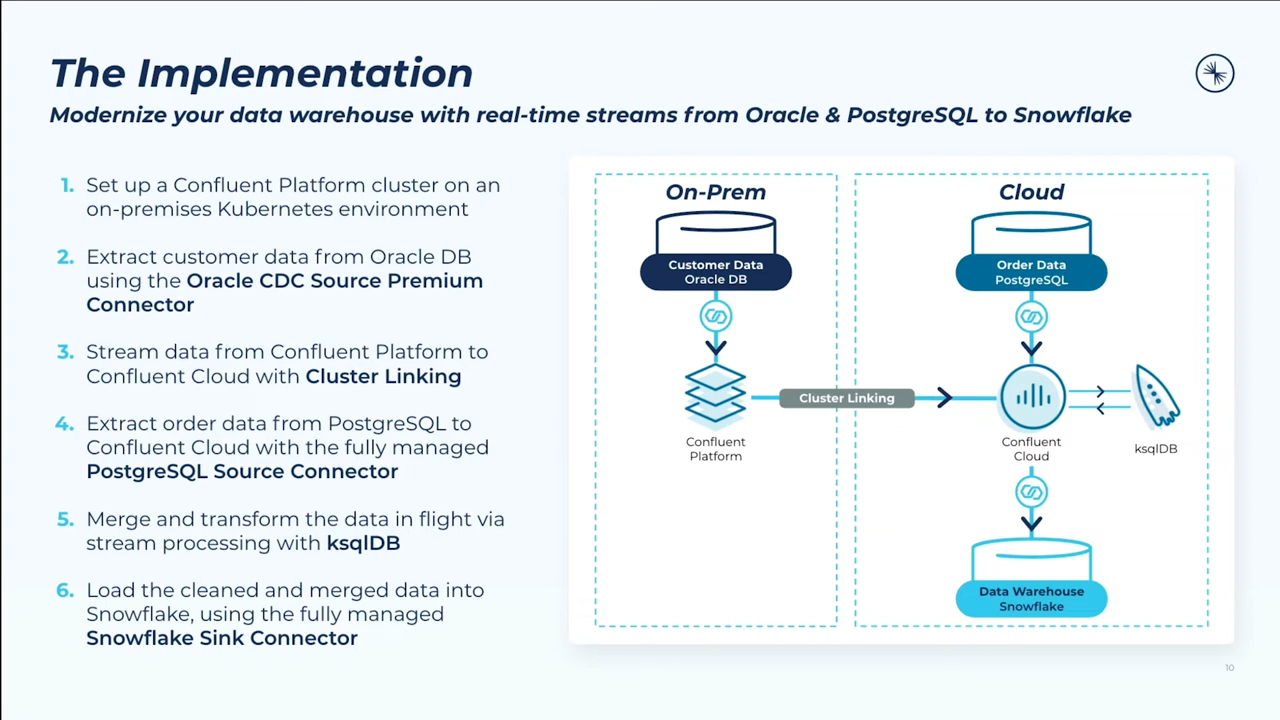 The Implementation
Modernize your data warehouse with real-time streams from Oracle & PostgreSQL to Snowflake
1. Set up a Confluent Platform cluster on an
on-premises Kubernetes environment
2. Extract customer data from Oracle DB
using the Oracle CDC Source Premium
Connector
3. Stream data from Confluent Platform to
Confluent Cloud with Cluster Linking
4. Extract order data from PostgreSQL to
Confluent Cloud with the fully managed
PostgreSQL Source Connector
5. Merge and transform the data in flight via
stream processing with ksqlDB
6. Load the cleaned and merged data into
Snowflake, using the fully managed
Snowflake Sink Connector
On-Prem
Customer Data
Oracle DB
Confluent
Platform
Cluster Linking
Cloud
Order Data
PostgreSQL
Confluent
Cloud
ksqlDB
Data Warehouse
Snowflake
10